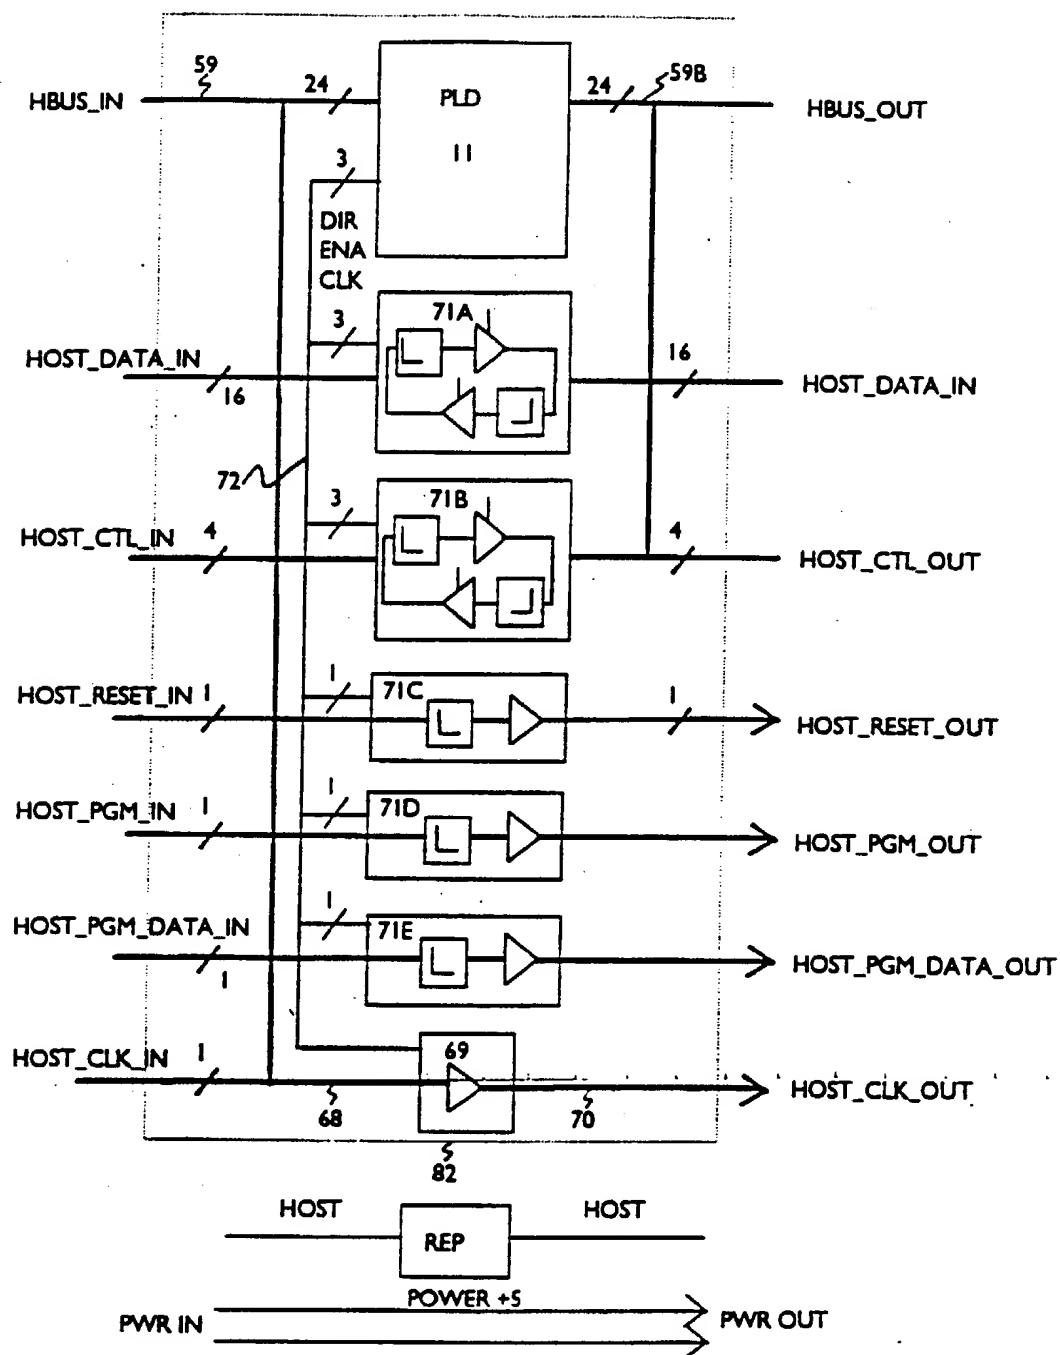 59
24
PLD
24
59B
HBUS_IN
HBUS_OUT
11
3
DIR
ENA
CLK
3
71A
HOST_DATA_IN
16
16
HOST_DATA_IN
72
3
71B
HOST_CTL_IN
4
4
HOST_CTL_OUT
HOST_RESET_IN
1
1
71C
1
HOST_RESET_OUT
HOST_PGM_IN
1
1
71D
HOST_PGM_OUT
HOST_PGM_DATA_IN
1
1
71E
HOST_PGM_DATA_OUT
HOST_CLK_IN
1
69
HOST_CLK_OUT
68
70
82
HOST
REP
HOST
POWER +5
PWR IN
PWR OUT